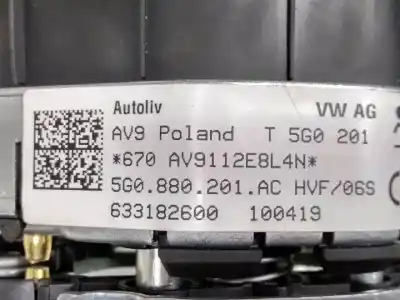 Autoliv VW AG
AV9 Poland T 5G0 201
*670 AV9112E8L4N*
5G0.880.201.AC HVF/06S
633182600 100419